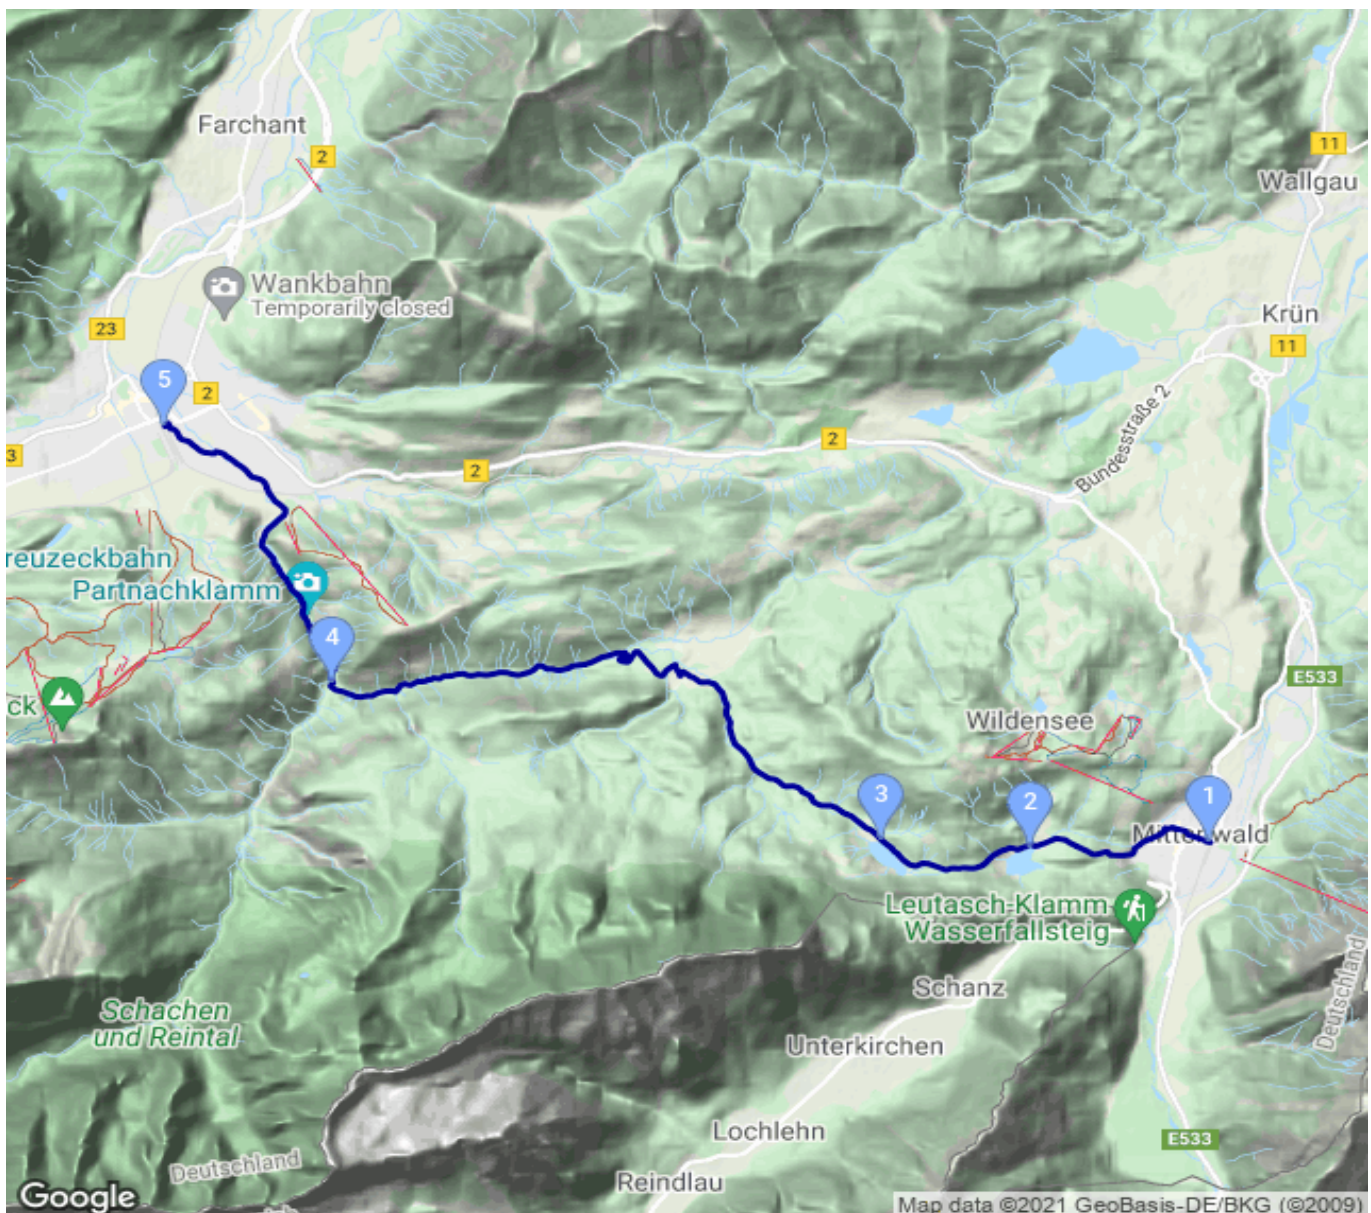 Farchant
2
11
Wallgau
Wankbahn
Temporarily closed
Krün
23
11
5
2
Bundesstraße 2
2
3
2
reuzeckbahn
Partnachklamm
4
E533
ck
Wildensee
3
2
1
Mittenwald
Leutasch-Klamm
Wasserfallsteig
Deutschland
Schanz
Schachen
und Reintal
Unterkirchen
Lochlehn
E533
Deutschland
Reindlau
Google
Map data ©2021 GeoBasis-DE/BKG (©2009)